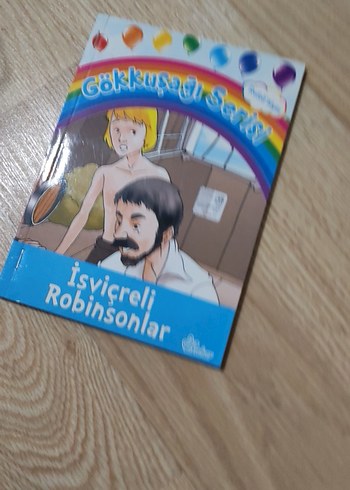 Gökkuşağı Serisi
İsviçreli
Robinsonlar